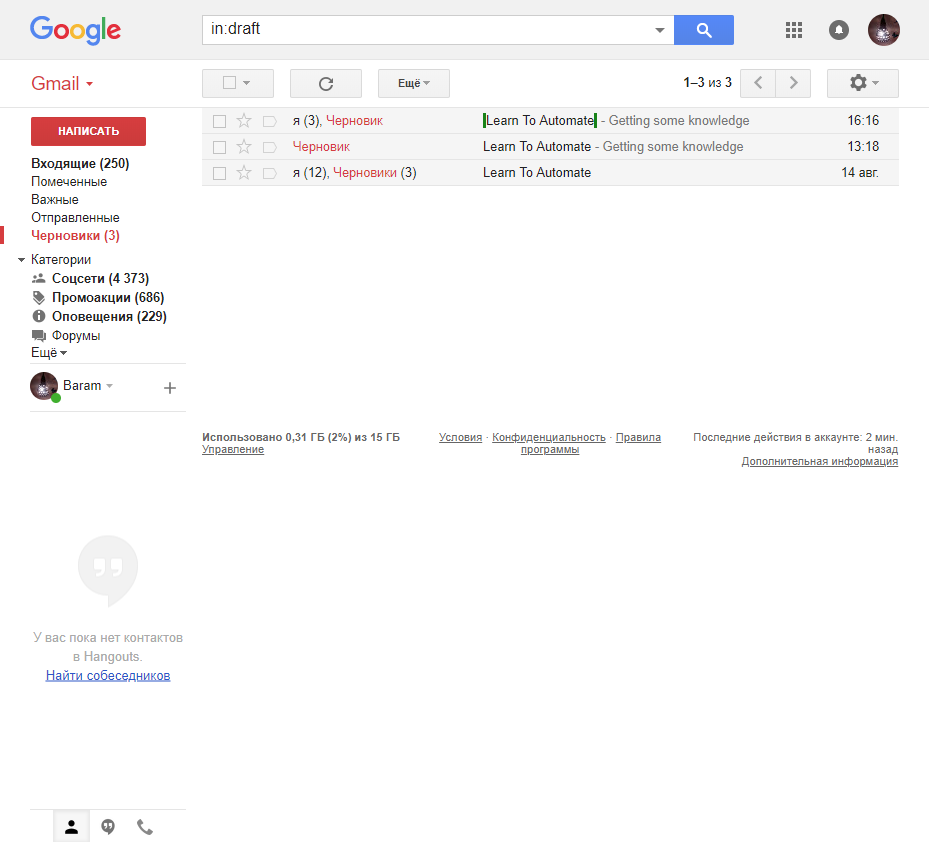 Google
in:draft
Gmail
Ещё
1–3 из 3
НАПИСАТЬ
Входящие (250)
Помеченные
Важные
Отправленные
Черновики (3)
Категории
Соцсети (4 373)
Промоакции (686)
Оповещения (229)
Форумы
Ещё
Baram
я (3), Черновик Learn To Automate - Getting some knowledge 16:16
Черновик Learn To Automate - Getting some knowledge 13:18
я (12), Черновики (3) Learn To Automate 14 авг.
Использовано 0,31 ГБ (2%) из 15 ГБ
Управление
Условия · Конфиденциальность · Правила
программы
Последние действия в аккаунте: 2 мин.
назад
Дополнительная информация
У вас пока нет контактов
в Hangouts.
Найти собеседников